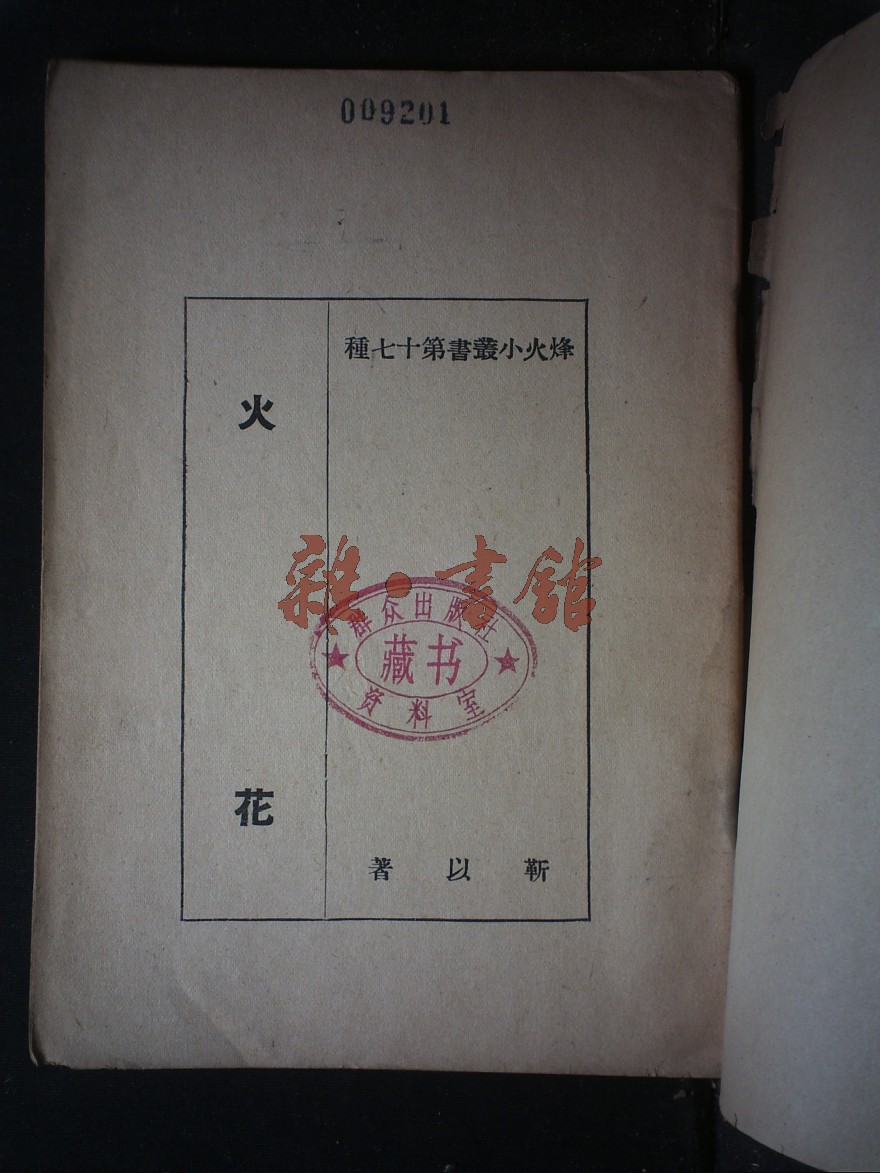 009201
烽火小叢書第十七種
火花
靳以著
雜·書館
群众出版社
藏书
资料室